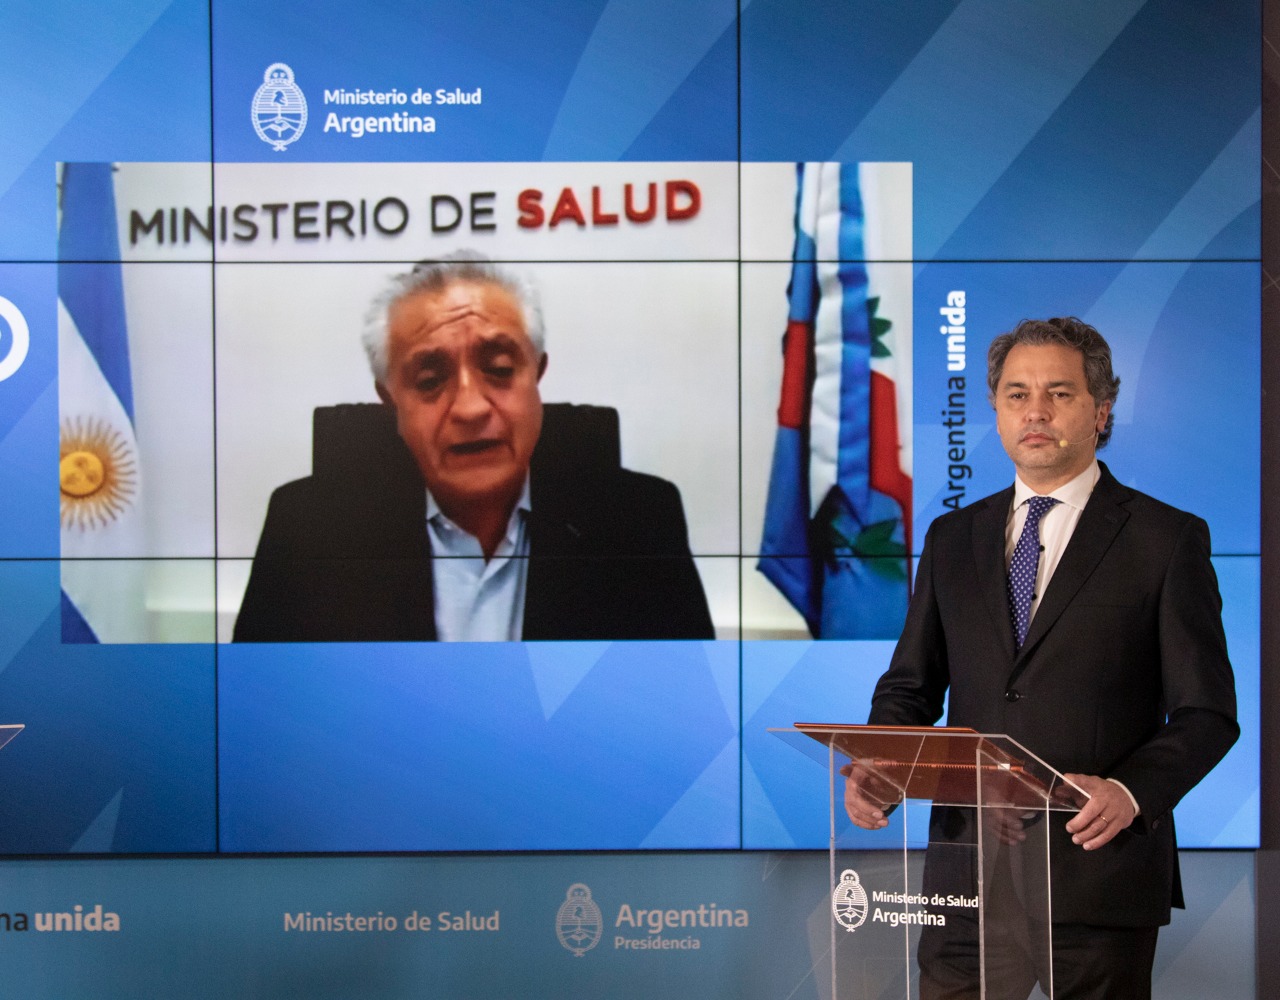 Ministerio de Salud
Argentina
MINISTERIO DE SALUD
Argentina unida
Ministerio de Salud
Argentina
unida
Ministerio de Salud
Argentina
Presidencia